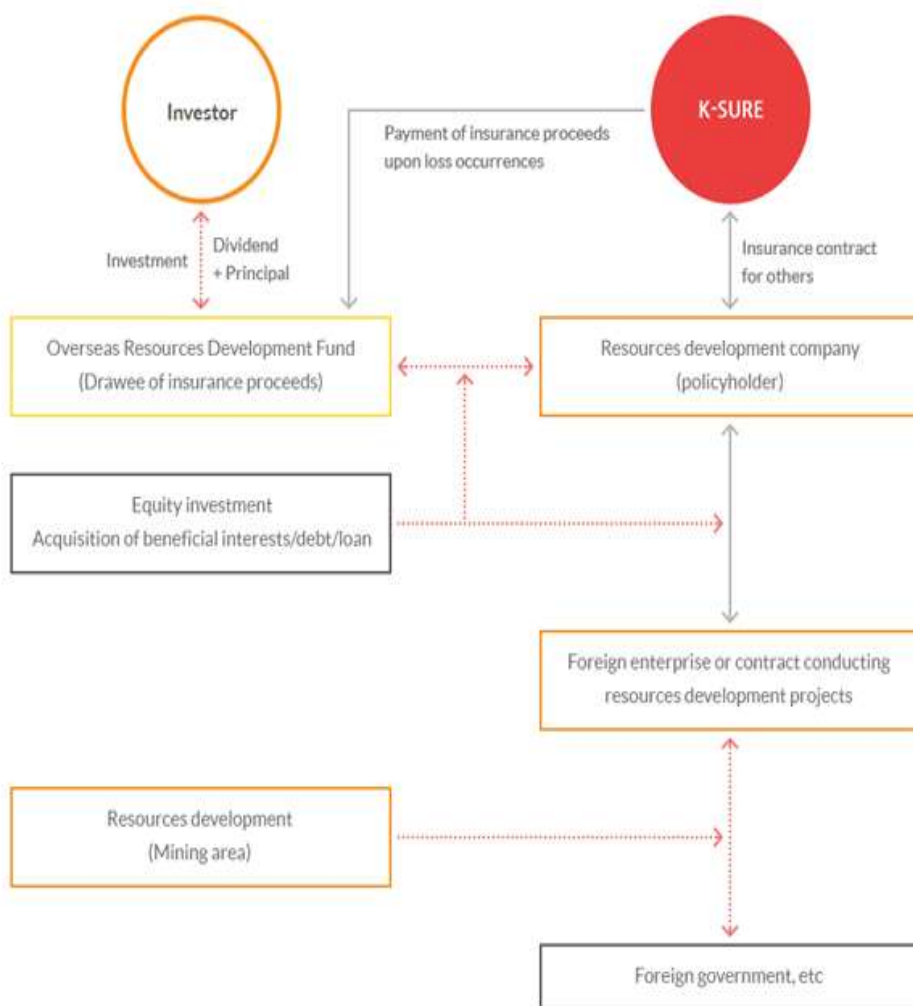 Investor
K-SURE
Payment of insurance proceeds
upon loss occurrences
Investment
Dividend
+ Principal
Insurance contract
for others
Overseas Resources Development Fund
(Drawee of insurance proceeds)
Resources development company
(policyholder)
Equity investment
Acquisition of beneficial interests/debt/loan
Foreign enterprise or contract conducting
resources development projects
Resources development
(Mining area)
Foreign government, etc